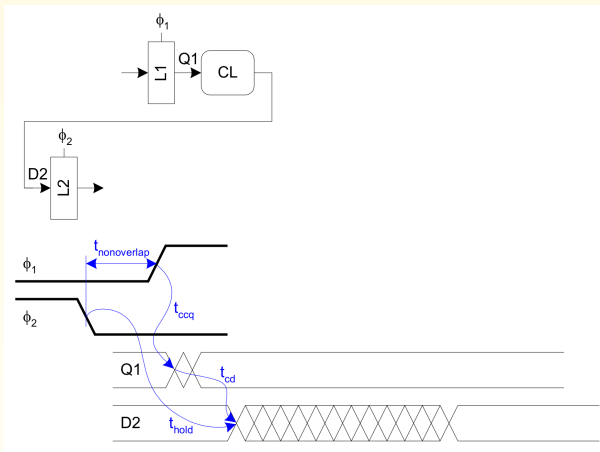 ϕ1
Q1
L1
CL
ϕ2
D2
L2
tnonoverlap
ϕ1
tccq
ϕ2
Q1
tcd
D2
thold